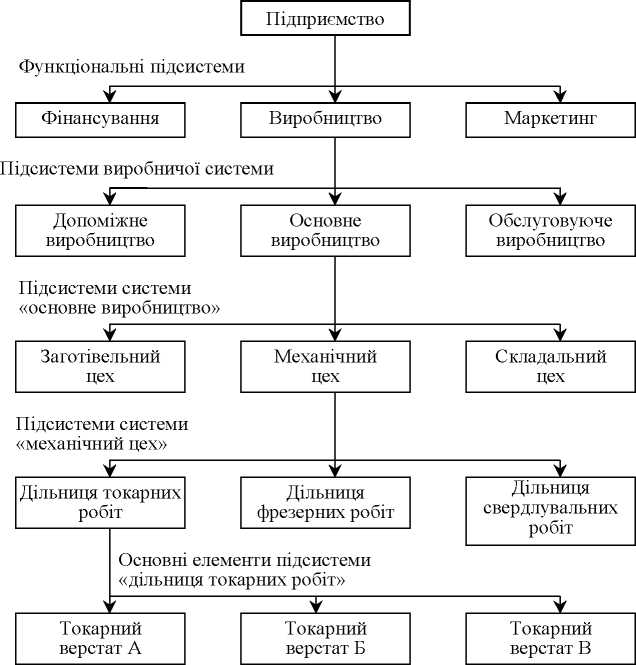 Підприємство
Функціональні підсистеми
Фінансування
Виробництво
Маркетинг
Підсистеми виробничої системи
Допоміжне
виробництво
Основне
виробництво
Обслуговуюче
виробництво
Підсистеми системи
«основне виробництво»
Заготівельний
цех
Механічний
цех
Складальний
цех
Підсистеми системи
«механічний цех»
Дільниця токарних
робіт
Дільниця
фрезерних робіт
Дільниця
свердлувальних
робіт
Основні елементи підсистеми
«дільниця токарних робіт»
Токарний
верстат А
Токарний
верстат Б
Токарний
верстат В